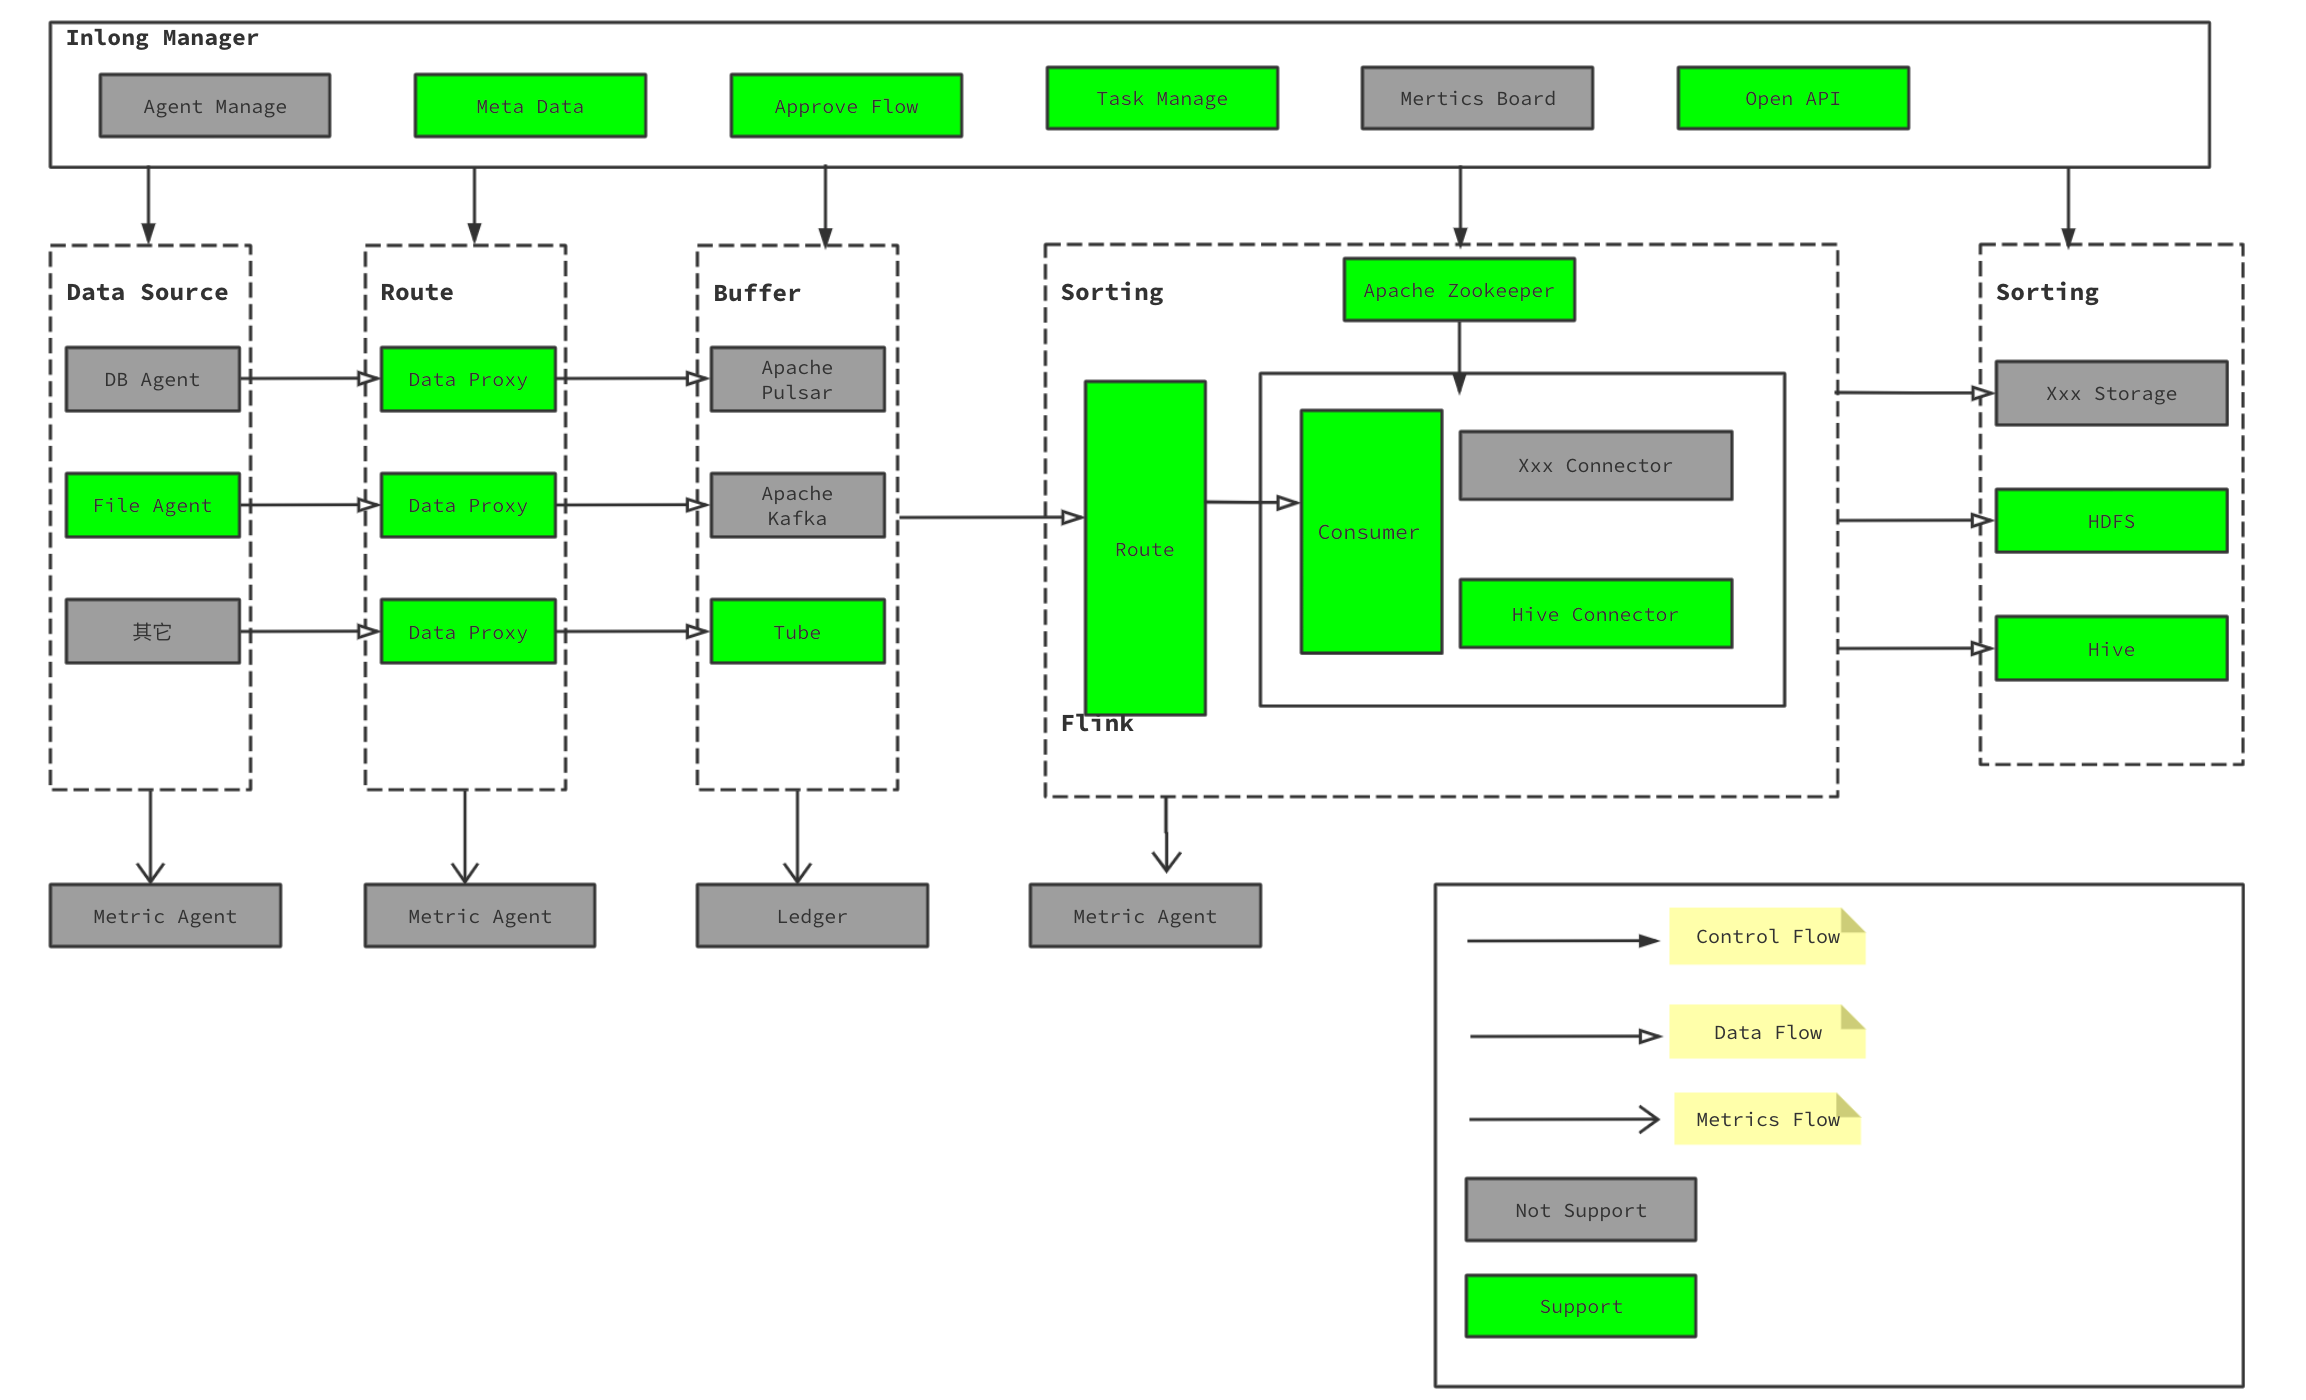 Inlong Manager
Agent Manage
Meta Data
Approve Flow
Task Manage
Mertics Board
Open API
Data Source
DB Agent
File Agent
其它
Route
Data Proxy
Data Proxy
Data Proxy
Buffer
Apache
Pulsar
Apache
Kafka
Tube
Sorting
Apache Zookeeper
Route
Consumer
Xxx Connector
Hive Connector
Flink
Sorting
Xxx Storage
HDFS
Hive
Metric Agent
Metric Agent
Ledger
Metric Agent
Control Flow
Data Flow
Metrics Flow
Not Support
Support